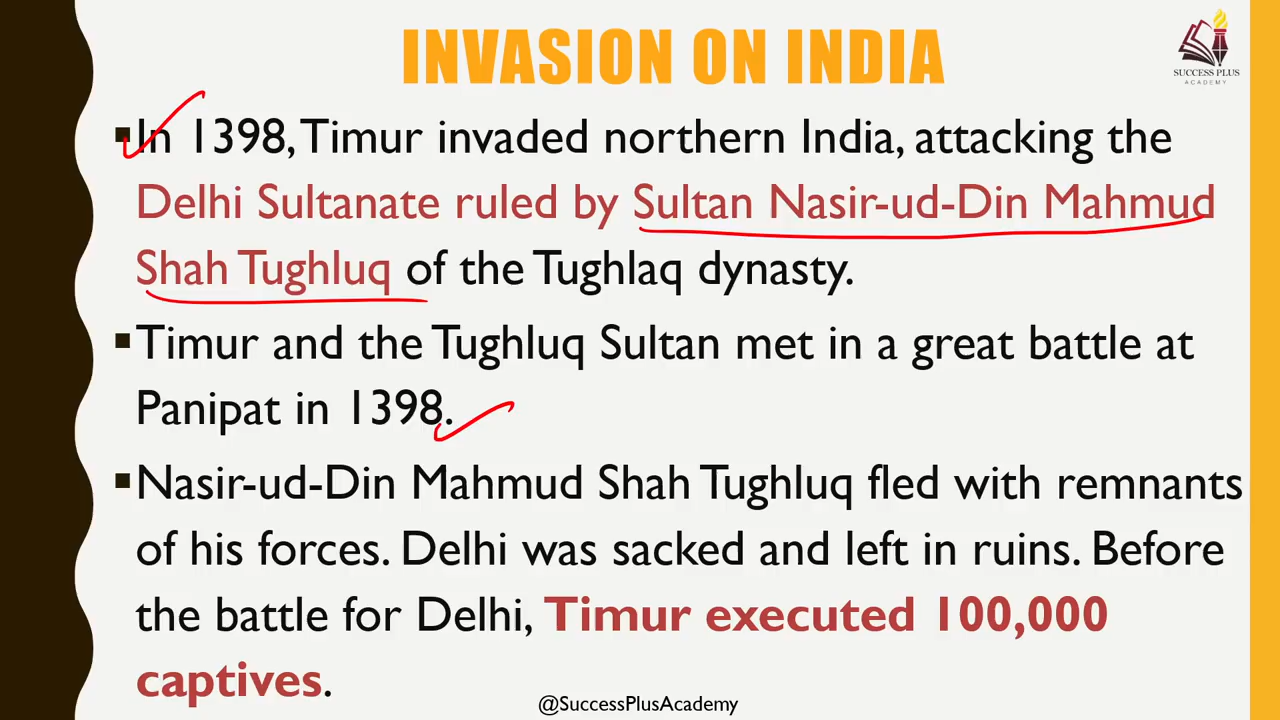 INVASION ON INDIA
SUCCESS PLUS
ACADEMY
▪In 1398, Timur invaded northern India, attacking the
Delhi Sultanate ruled by Sultan Nasir-ud-Din Mahmud
Shah Tughluq of the Tughlaq dynasty.
▪Timur and the Tughluq Sultan met in a great battle at
Panipat in 1398.
▪Nasir-ud-Din Mahmud Shah Tughluq fled with remnants
of his forces. Delhi was sacked and left in ruins. Before
the battle for Delhi, Timur executed 100,000
captives.
@SuccessPlusAcademy